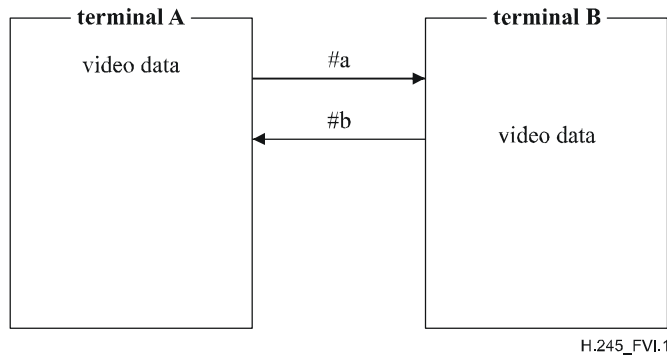 terminal A
terminal B
video data
#a
#b
video data
H.245_FVI.1